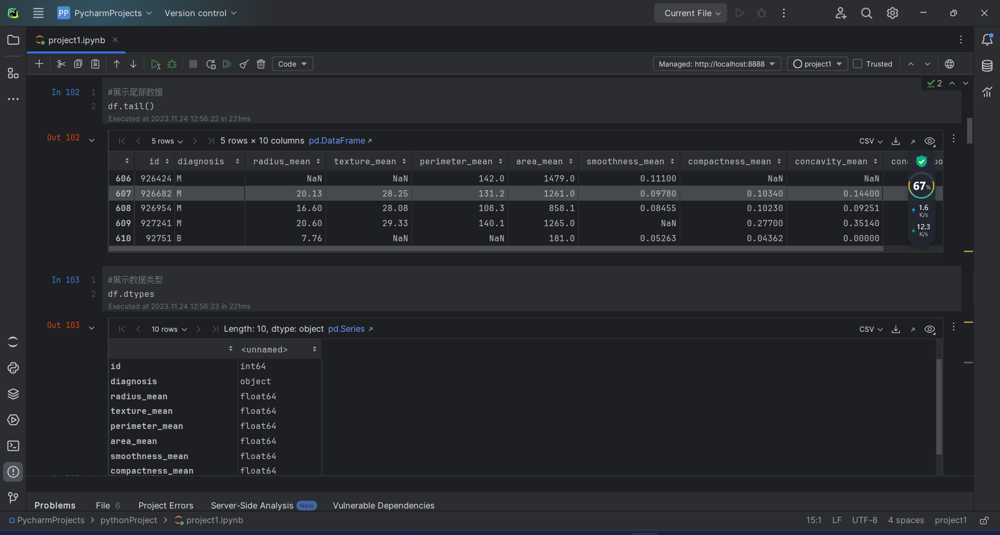 PC PP PycharmProjects Version control Current File
project1.ipynb
Code Managed: http://localhost:8888 project1 Trusted
2
In 102 1 #展示尾部数据
2 df.tail()
Executed at 2023.11.24 12:56:22 in 231ms
Out 102 5 rows 5 rows × 10 columns pd.DataFrame CSV
id diagnosis radius_mean texture_mean perimeter_mean area_mean smoothness_mean compactness_mean concavity_mean
606 926424 M NaN NaN 142.0 1479.0 0.11100 NaN NaN
607 926682 M 20.13 28.25 131.2 1261.0 0.09780 0.10340 0.14400
67%
608 926954 M 16.60 28.08 108.3 858.1 0.08455 0.10230 0.09251
1.6
K/s
609 927241 M 20.60 29.33 140.1 1265.0 NaN 0.27700 0.35140
12.3
K/s
610 92751 B 7.76 NaN NaN 181.0 0.05263 0.04362 0.00000
In 103 1 #展示数据类型
2 df.dtypes
Executed at 2023.11.24 12:56:23 in 221ms
Out 103 10 rows Length: 10, dtype: object pd.Series CSV
<unnamed>
id int64
diagnosis object
radius_mean float64
texture_mean float64
perimeter_mean float64
area_mean float64
smoothness_mean float64
compactness_mean float64
Problems File 6 Project Errors Server-Side Analysis New Vulnerable Dependencies
PycharmProjects > pythonProject > project1.ipynb 15:1 LF UTF-8 4 spaces project1